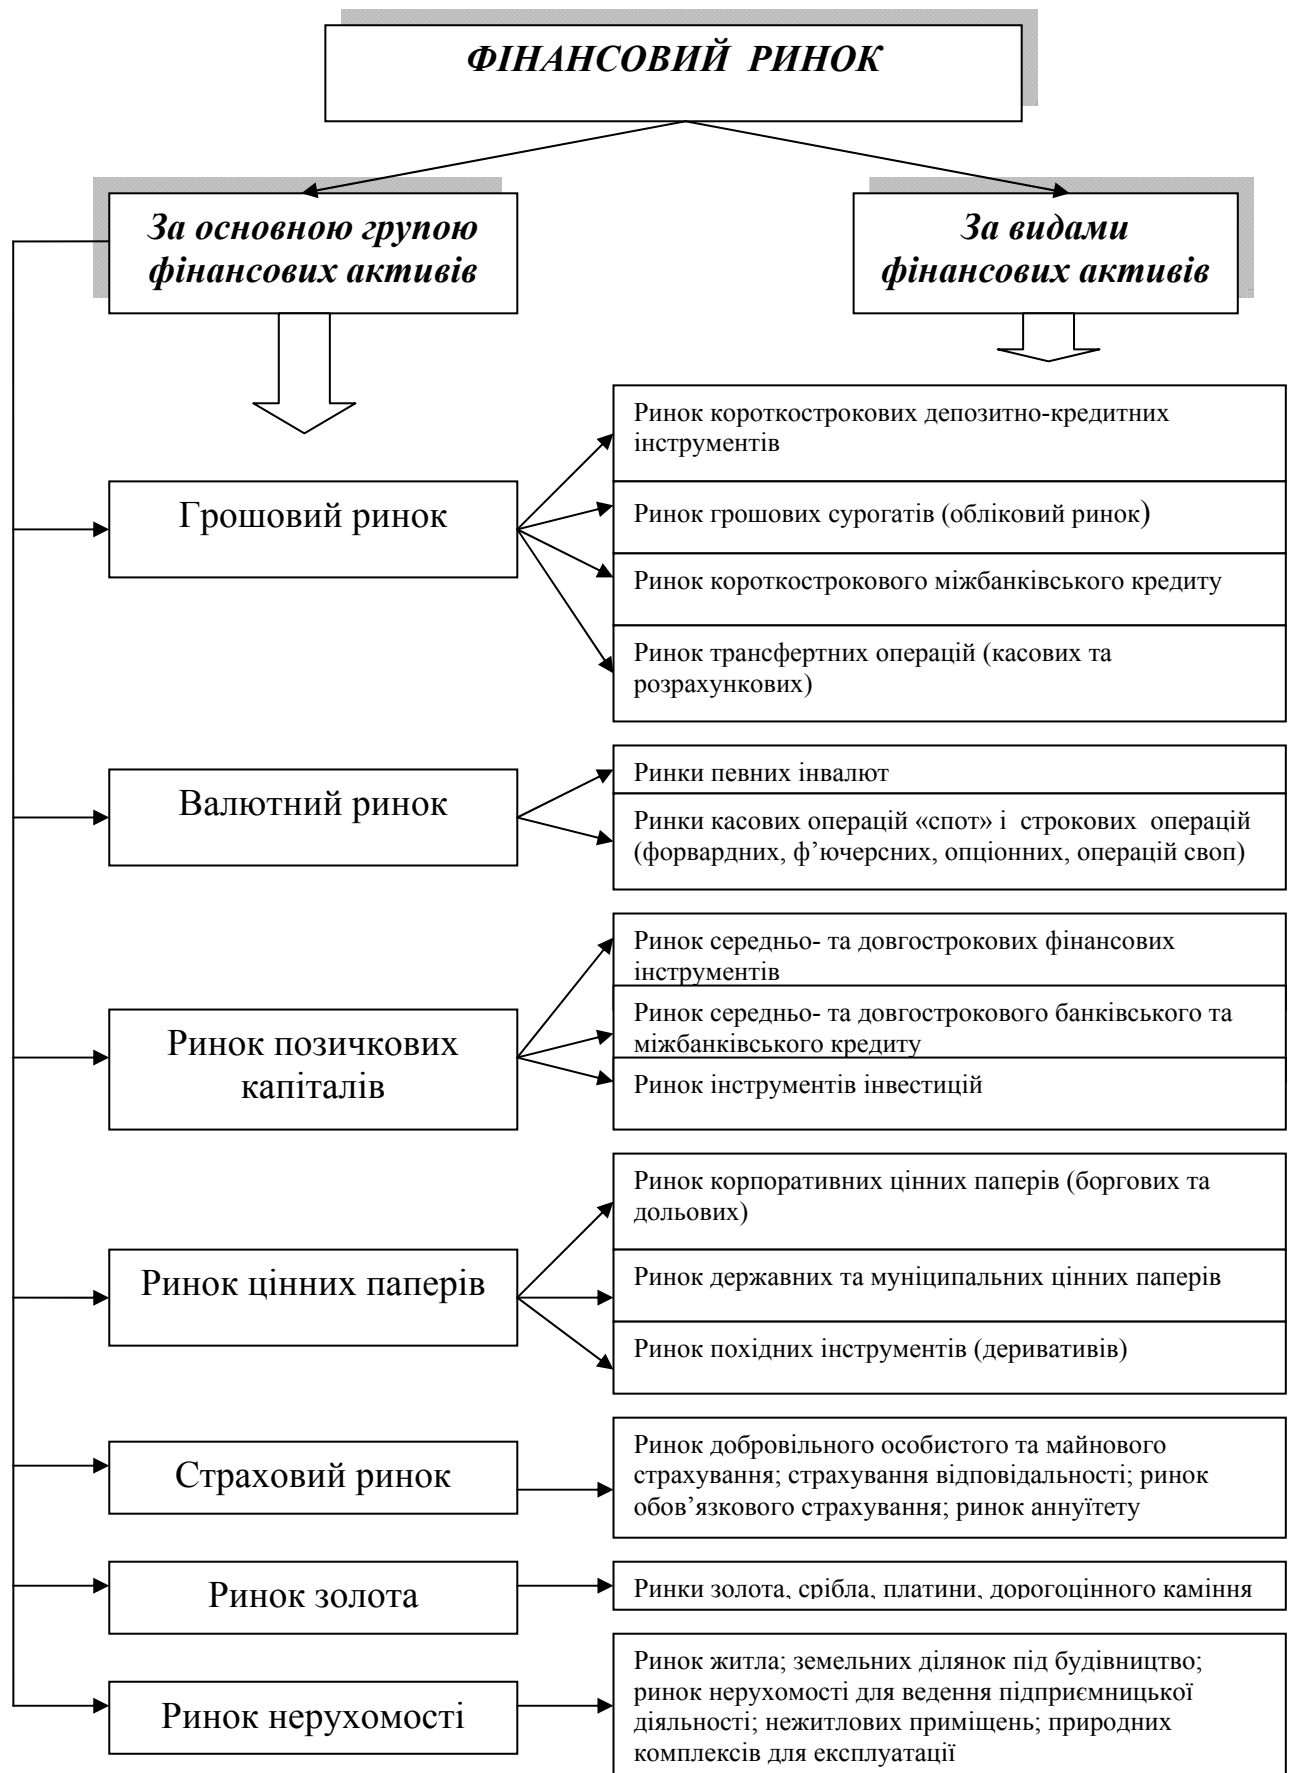 ФІНАНСОВИЙ РИНОК
За основною групою
фінансових активів
За видами
фінансових активів
Грошовий ринок
Ринок короткострокових депозитно-кредитних
інструментів
Ринок грошових сурогатів (обліковий ринок)
Ринок короткострокового міжбанківського кредиту
Ринок трансфертних операцій (касових та
розрахункових)
Валютний ринок
Ринки певних інвалют
Ринки касових операцій «спот» і строкових операцій
(форвардних, ф’ючерсних, опціонних, операцій своп)
Ринок позичкових
капіталів
Ринок середньо- та довгострокових фінансових
інструментів
Ринок середньо- та довгострокового банківського та
міжбанківського кредиту
Ринок інструментів інвестицій
Ринок цінних паперів
Ринок корпоративних цінних паперів (боргових та
дольових)
Ринок державних та муніципальних цінних паперів
Ринок похідних інструментів (деривативів)
Страховий ринок
Ринок добровільного особистого та майнового
страхування; страхування відповідальності; ринок
обов’язкового страхування; ринок аннуїтету
Ринок золота
Ринки золота, срібла, платини, дорогоцінного каміння
Ринок нерухомості
Ринок житла; земельних ділянок під будівництво;
ринок нерухомості для ведення підприємницької
діяльності; нежитлових приміщень; природних
комплексів для експлуатації